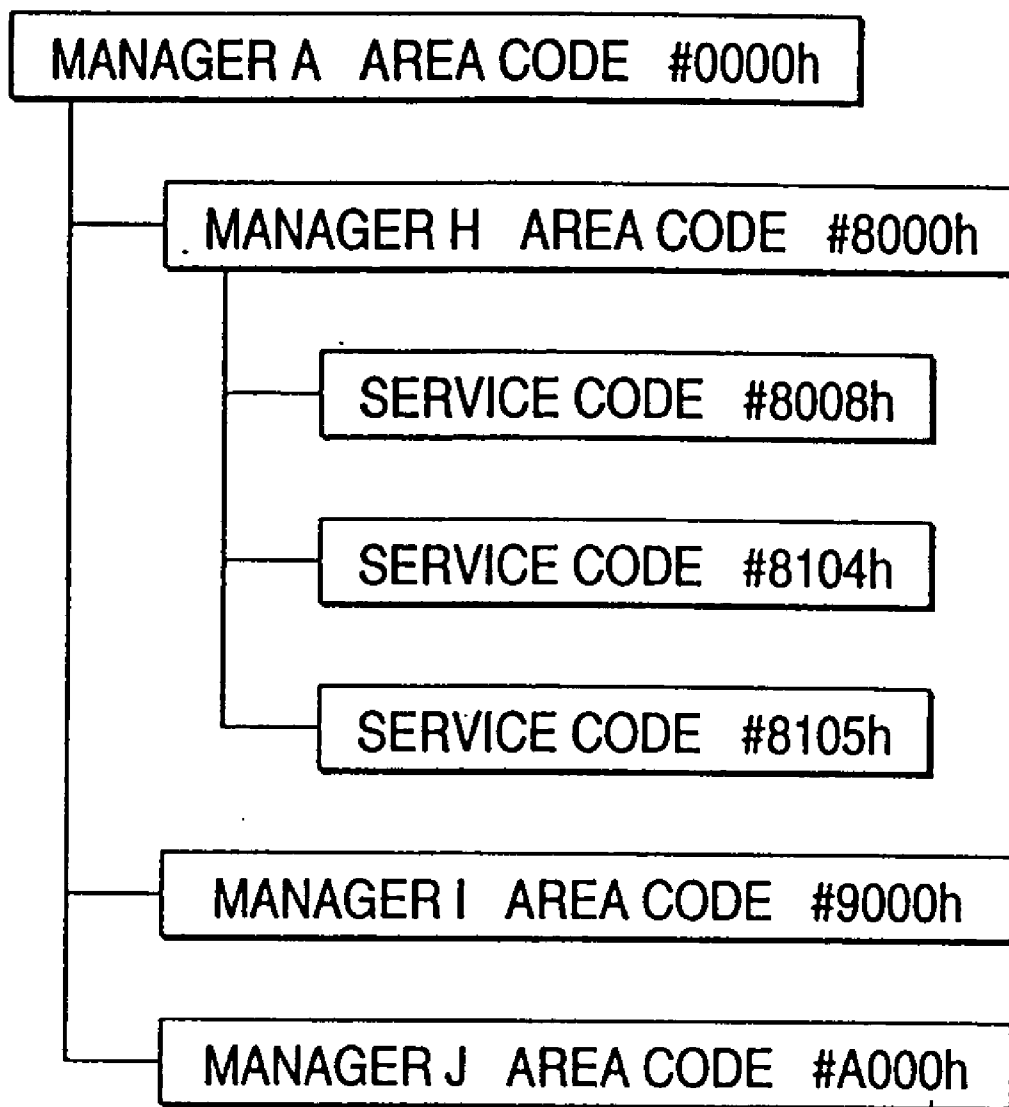 MANAGER A AREA CODE #0000h
MANAGER H AREA CODE #8000h
SERVICE CODE #8008h
SERVICE CODE #8104h
SERVICE CODE #8105h
MANAGER I AREA CODE #9000h
MANAGER J AREA CODE #A000h